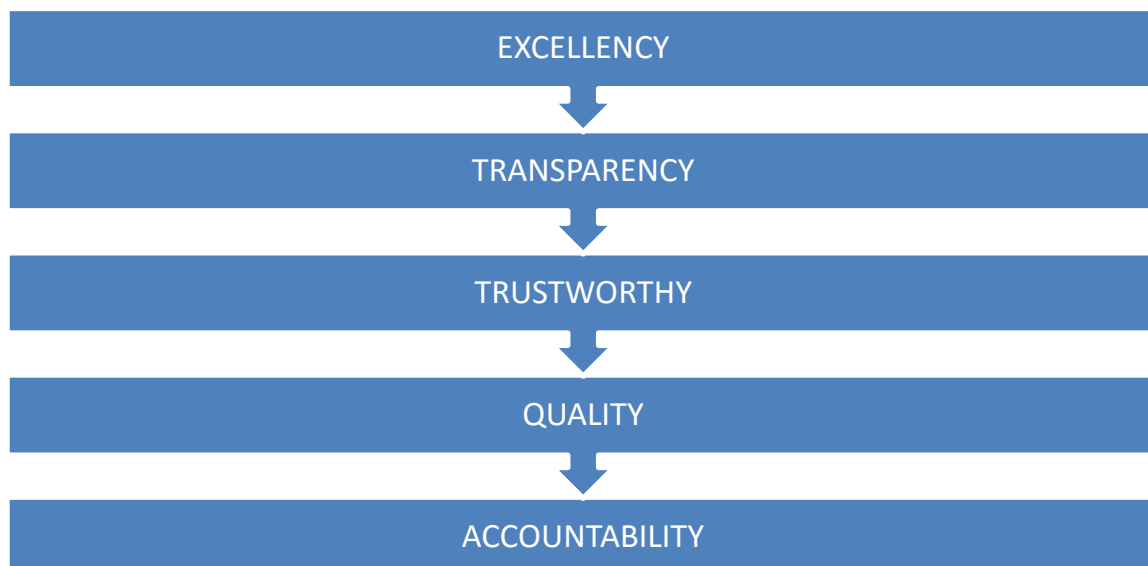 EXCELLENCY
TRANSPARENCY
TRUSTWORTHY
QUALITY
ACCOUNTABILITY